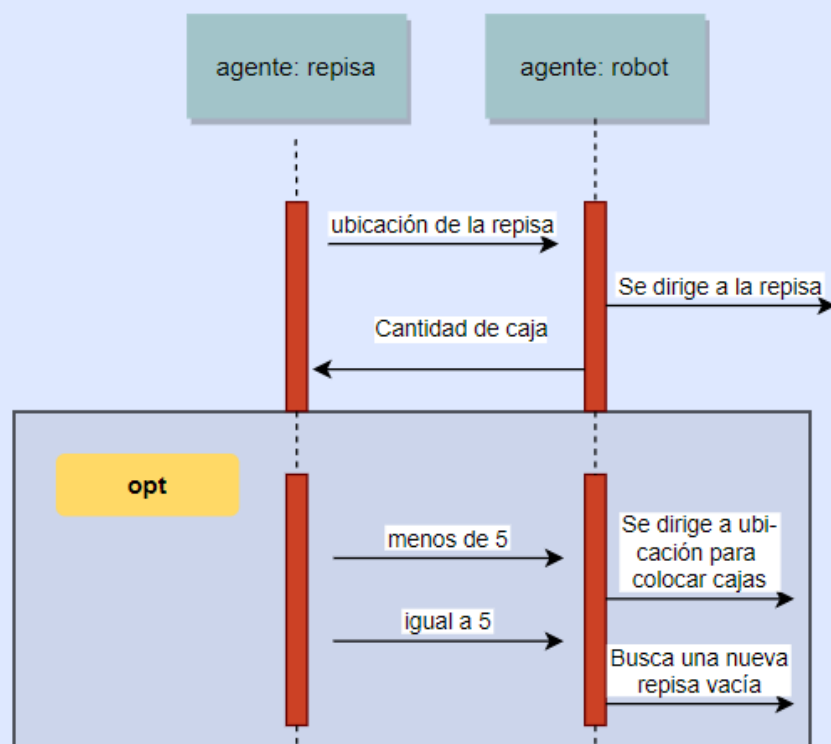 agente: repisa
agente: robot
ubicación de la repisa
Se dirige a la repisa
Cantidad de caja
opt
menos de 5
Se dirige a ubi-
cación para
colocar cajas
igual a 5
Busca una nueva
repisa vacía